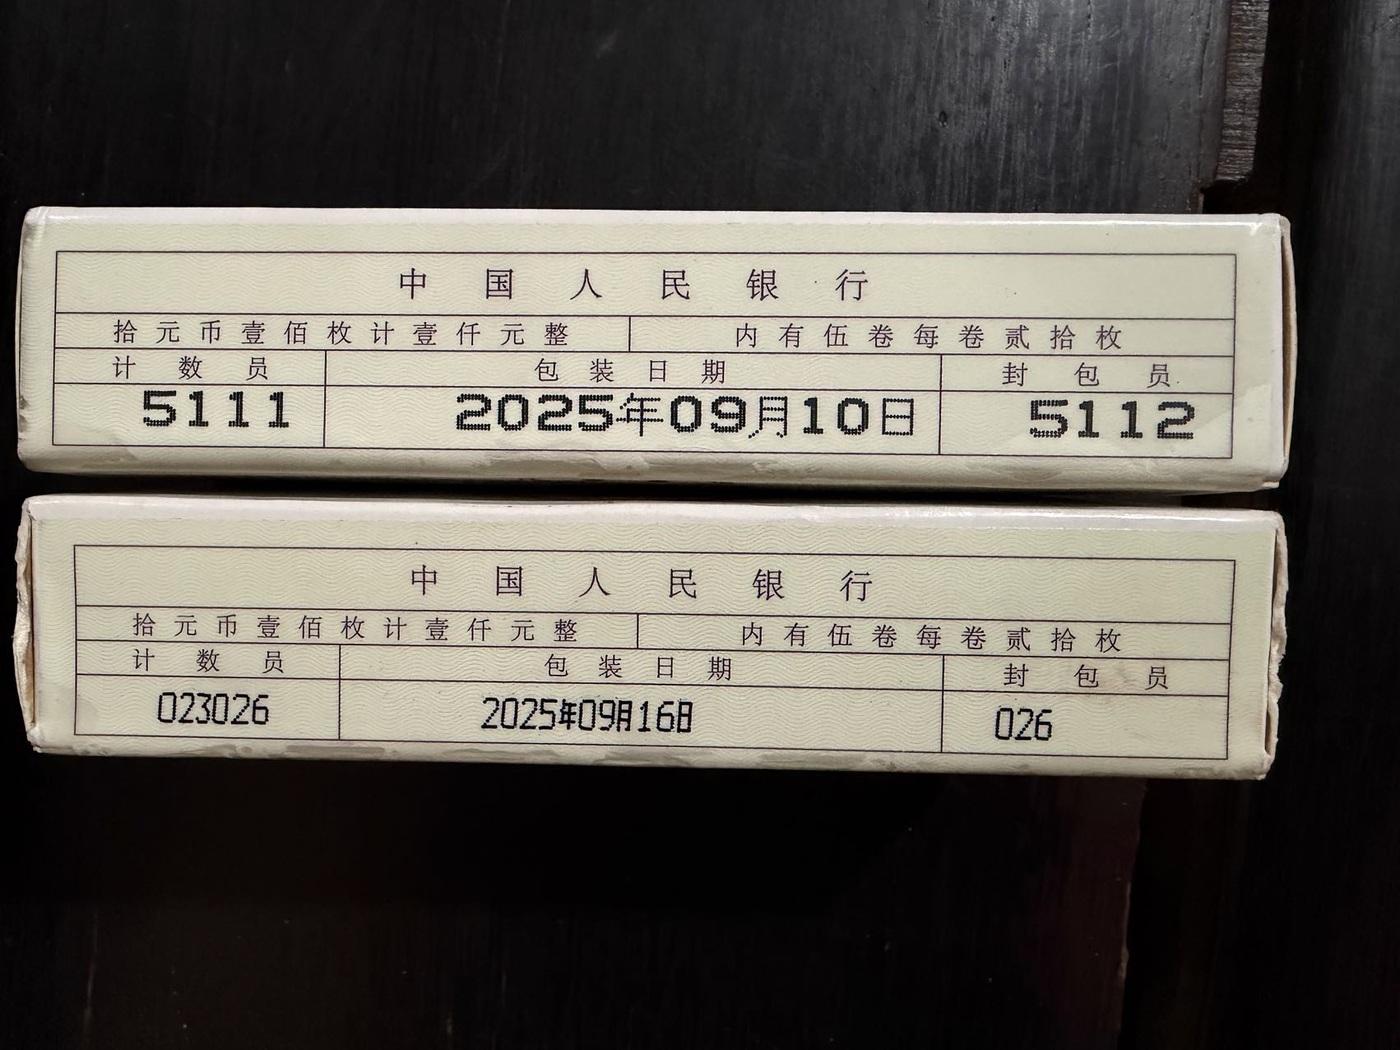 中国人民银行
拾元币壹佰枚计壹仟元整 内有伍卷每卷贰拾枚
计数员 包装日期 封包员
5111 2025年09月10日 5112
中国人民银行
拾元币壹佰枚计壹仟元整 内有伍卷每卷贰拾枚
计数员 包装日期 封包员
023026 2025年09月16日 026